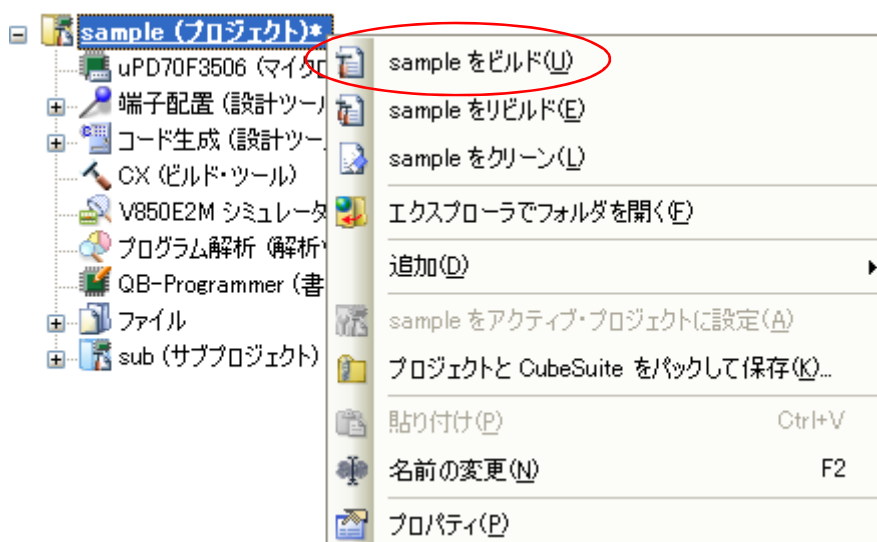 sample (プロジェクト)*
uPD70F3506 (マイクロ
端子配置 (設計ツール
コード生成 (設計ツー
CX (ビルド・ツール)
V850E2M シミュレータ
プログラム解析 (解析
QB-Programmer (書
ファイル
sub (サブプロジェクト)
sample をビルド(U)
sample をリビルド(E)
sample をクリーン(L)
エクスプローラでフォルダを開く(F)
追加(D)
sample をアクティブ・プロジェクトに設定(A)
プロジェクトと CubeSuite をパックして保存(K)...
貼り付け(P) Ctrl+V
名前の変更(N) F2
プロパティ(P)